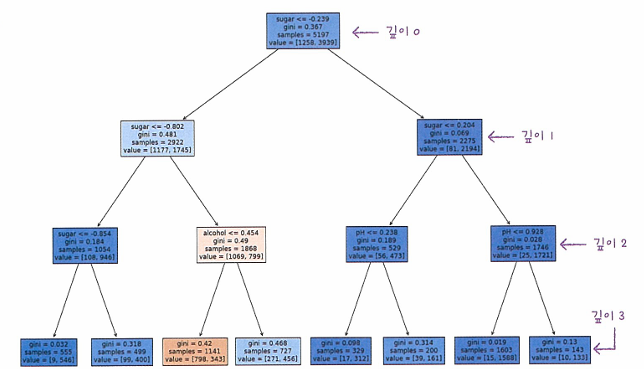 sugar <= -0.239
gini = 0.367
samples = 5197
value = [1258, 3939]
깊이 0
sugar <= -0.802
gini = 0.481
samples = 2922
value = [1177, 1745]
sugar <= 0.204
gini = 0.069
samples = 2275
value = [81, 2194]
깊이 1
sugar <= -0.854
gini = 0.184
samples = 1054
value = [108, 946]
alcohol <= 0.454
gini = 0.49
samples = 1868
value = [1069, 799]
pH <= 0.238
gini = 0.189
samples = 529
value = [56, 473]
pH <= 0.928
gini = 0.028
samples = 1746
value = [25, 1721]
깊이 2
깊이 3
gini = 0.032
samples = 555
value = [9, 546]
gini = 0.318
samples = 499
value = [99, 400]
gini = 0.42
samples = 1141
value = [798, 343]
gini = 0.468
samples = 727
value = [271, 456]
gini = 0.098
samples = 329
value = [17, 312]
gini = 0.314
samples = 200
value = [39, 161]
gini = 0.019
samples = 1603
value = [15, 1588]
gini = 0.13
samples = 143
value = [10, 133]